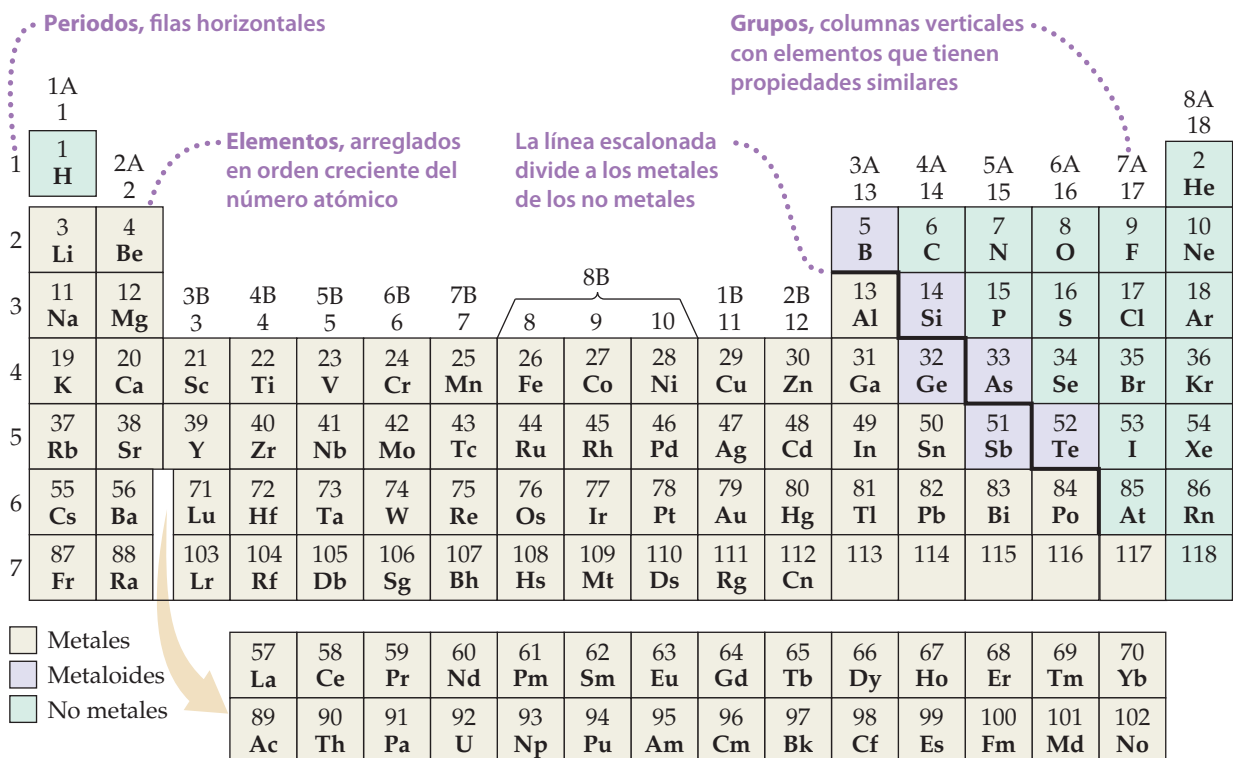 Periodos, filas horizontales
Grupos, columnas verticales
con elementos que tienen
propiedades similares
1A
1
8A
18
Elementos, arreglados
en orden creciente del
número atómico
La línea escalonada
divide a los metales
de los no metales
1
1
H
2A
2
3A
13
4A
14
5A
15
6A
16
7A
17
2
He
2
3
Li
4
Be
5
B
6
C
7
N
8
O
9
F
10
Ne
3
11
Na
12
Mg
3B
3
4B
4
5B
5
6B
6
7B
7
8B
8
9
10
1B
11
2B
12
13
Al
14
Si
15
P
16
S
17
Cl
18
Ar
4
19
K
20
Ca
21
Sc
22
Ti
23
V
24
Cr
25
Mn
26
Fe
27
Co
28
Ni
29
Cu
30
Zn
31
Ga
32
Ge
33
As
34
Se
35
Br
36
Kr
5
37
Rb
38
Sr
39
Y
40
Zr
41
Nb
42
Mo
43
Tc
44
Ru
45
Rh
46
Pd
47
Ag
48
Cd
49
In
50
Sn
51
Sb
52
Te
53
I
54
Xe
6
55
Cs
56
Ba
71
Lu
72
Hf
73
Ta
74
W
75
Re
76
Os
77
Ir
78
Pt
79
Au
80
Hg
81
Tl
82
Pb
83
Bi
84
Po
85
At
86
Rn
7
87
Fr
88
Ra
103
Lr
104
Rf
105
Db
106
Sg
107
Bh
108
Hs
109
Mt
110
Ds
111
Rg
112
Cn
113
114
115
116
117
118
Metales
Metaloides
No metales
57
La
58
Ce
59
Pr
60
Nd
61
Pm
62
Sm
63
Eu
64
Gd
65
Tb
66
Dy
67
Ho
68
Er
69
Tm
70
Yb
89
Ac
90
Th
91
Pa
92
U
93
Np
94
Pu
95
Am
96
Cm
97
Bk
98
Cf
99
Es
100
Fm
101
Md
102
No